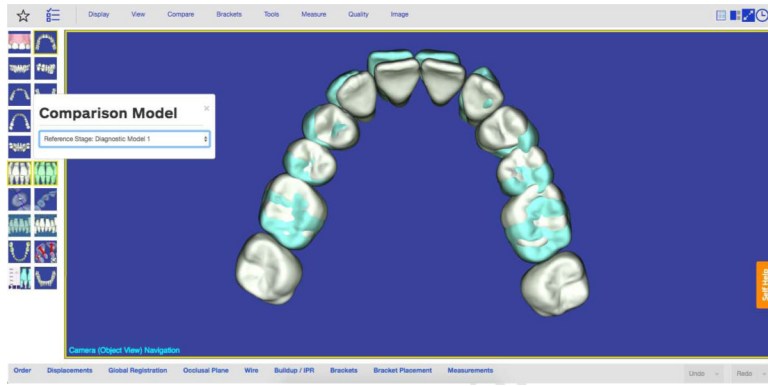 Display View Compare Brackets Tools Measure Quality Image
Comparison Model ×
Reference Stage: Diagnostic Model 1
Self Help
Camera (Object View) Navigation
Order Displacements Global Registration Occlusal Plane Wire Buildup / IPR Brackets Bracket Placement Measurements Undo Redo